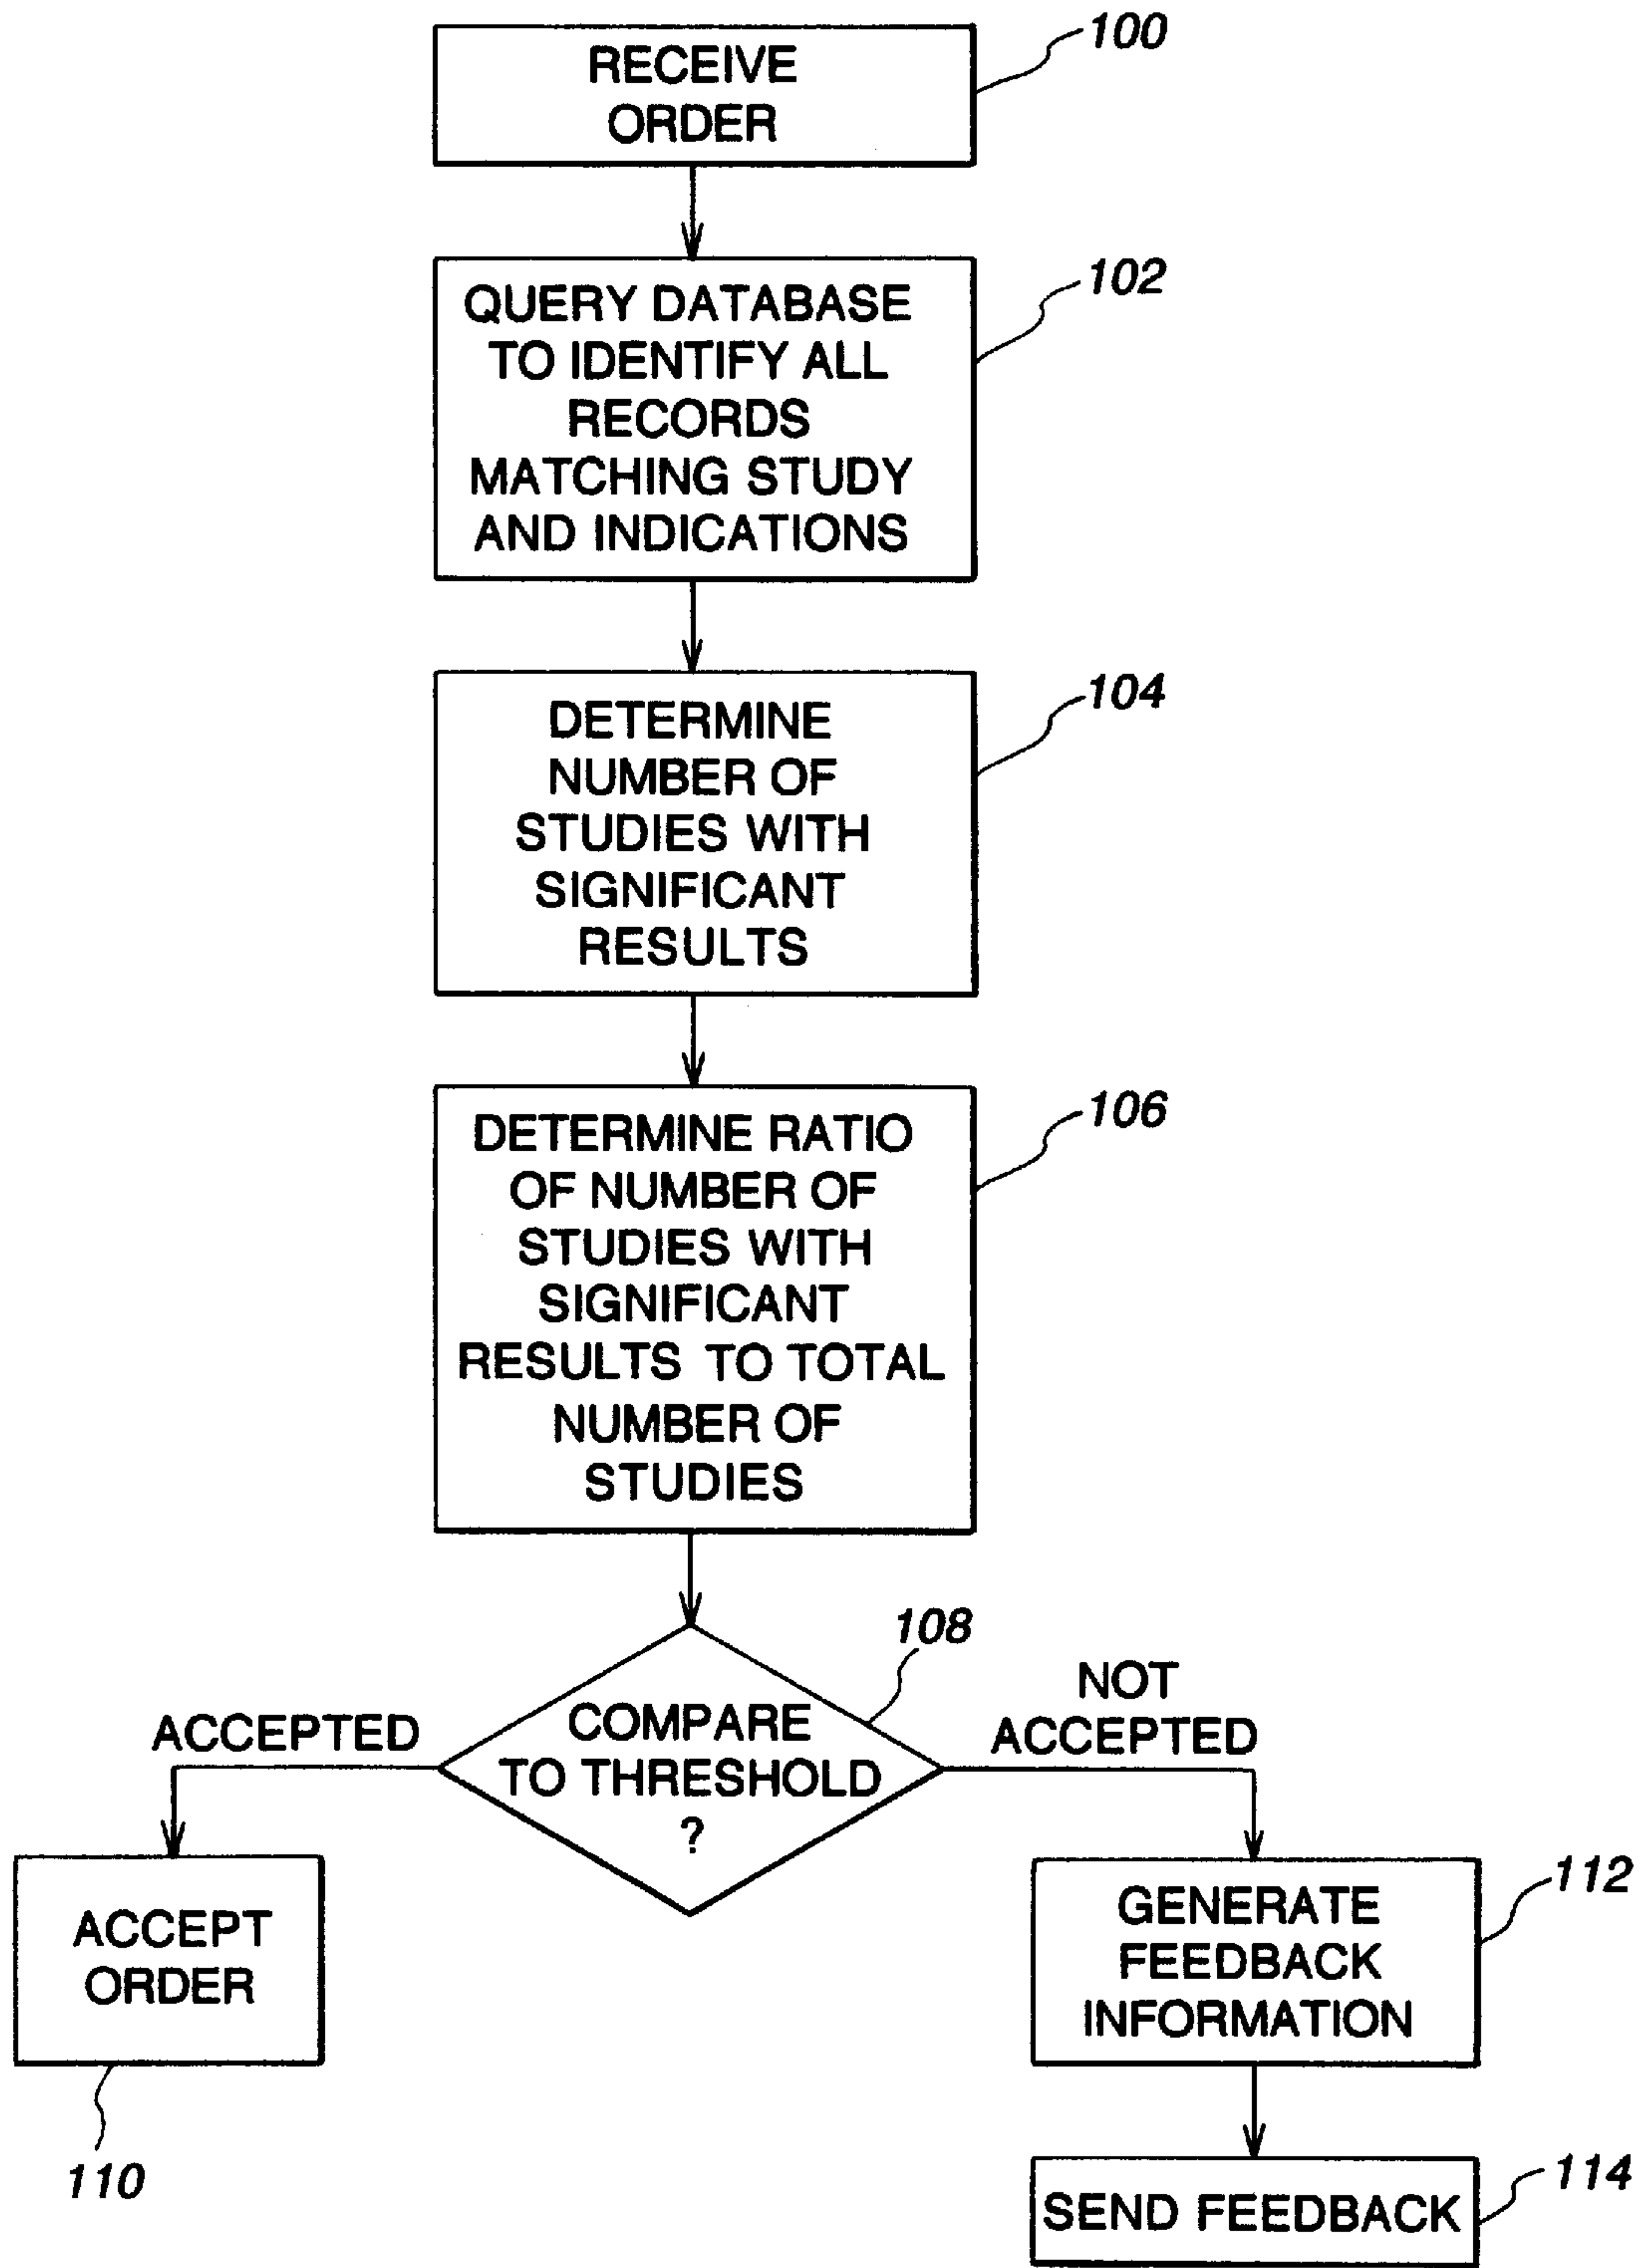 RECEIVE
ORDER
100
QUERY DATABASE
TO IDENTIFY ALL
RECORDS
MATCHING STUDY
AND INDICATIONS
102
DETERMINE
NUMBER OF
STUDIES WITH
SIGNIFICANT
RESULTS
104
DETERMINE RATIO
OF NUMBER OF
STUDIES WITH
SIGNIFICANT
RESULTS TO TOTAL
NUMBER OF
STUDIES
106
COMPARE
TO THRESHOLD
?
108
ACCEPTED
NOT
ACCEPTED
ACCEPT
ORDER
110
GENERATE
FEEDBACK
INFORMATION
112
SEND FEEDBACK
114